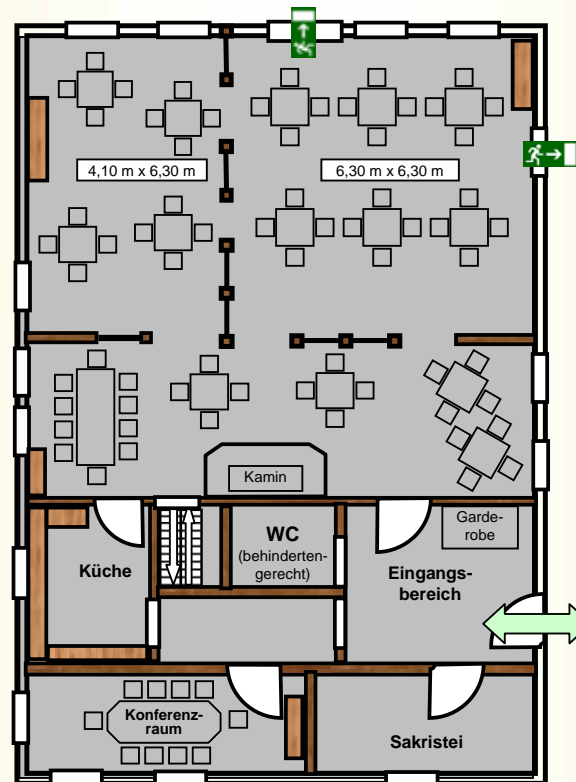 4,10 m x 6,30 m
6,30 m x 6,30 m
Kamin
Garde-
robe
WC
(behinderten-
gerecht)
Küche
Eingangs-
bereich
Konferenz-
raum
Sakristei